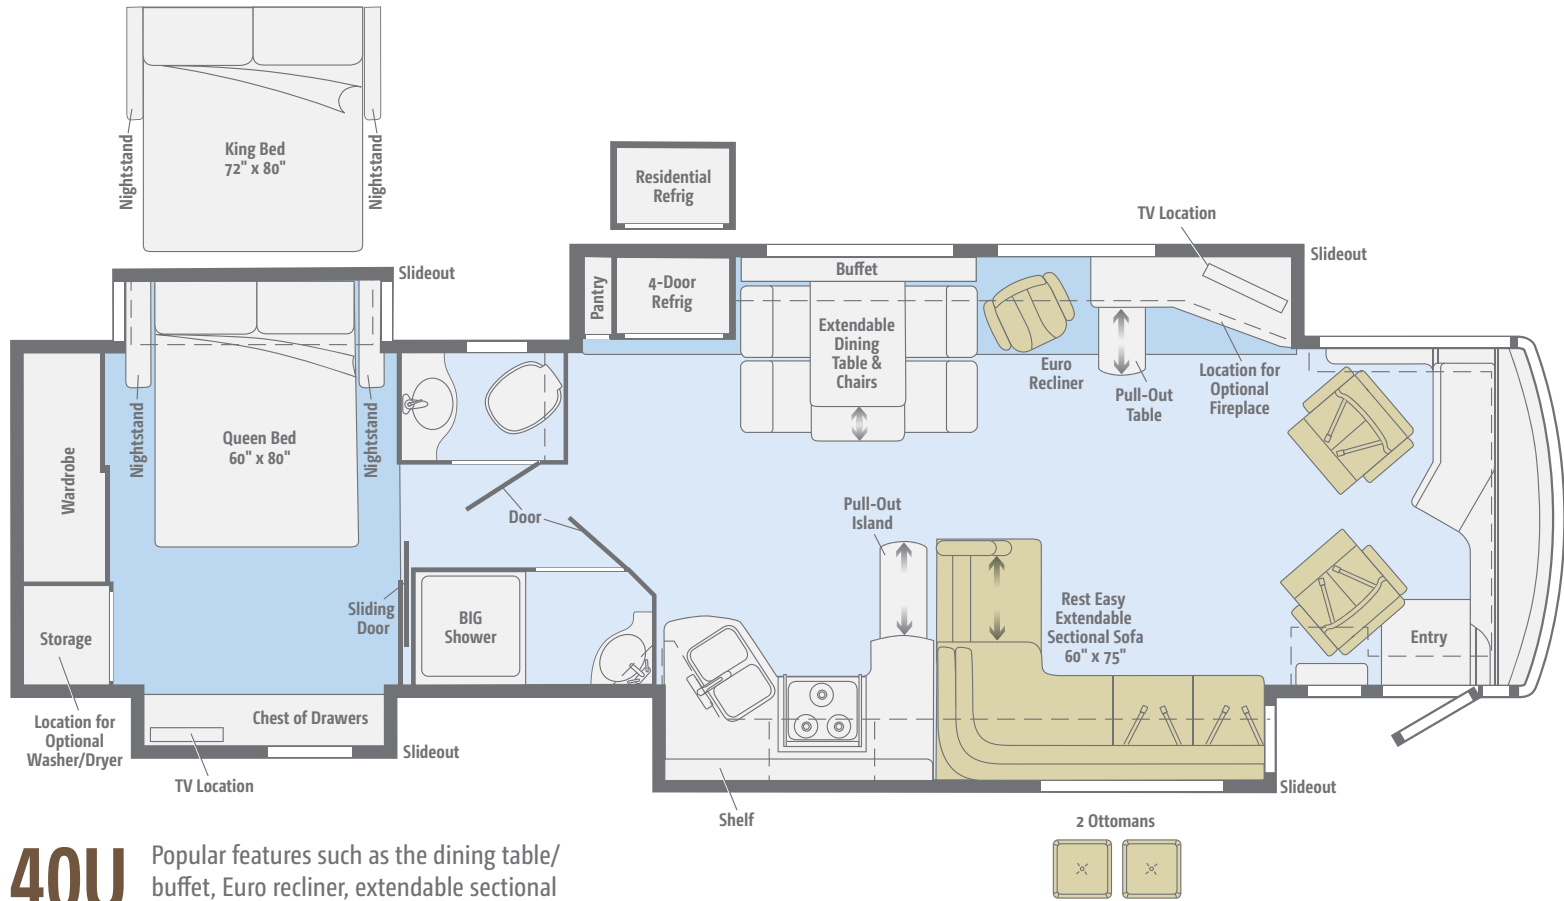 King Bed
72" x 80"
Nightstand
Nightstand
Residential
Refrig
TV Location
Slideout
Slideout
Pantry
4-Door
Refrig
Buffet
Extendable
Dining
Table &
Chairs
Euro
Recliner
Pull-Out
Table
Location for
Optional
Fireplace
Wardrobe
Nightstand
Queen Bed
60" x 80"
Nightstand
Door
Pull-Out
Island
Sliding
Door
BIG
Shower
Rest Easy
Extendable
Sectional Sofa
60" x 75"
Entry
Storage
Location for
Optional
Washer/Dryer
Chest of Drawers
Slideout
TV Location
Shelf
Slideout
2 Ottomans
40U
Popular features such as the dining table/
buffet, Euro recliner, extendable sectional